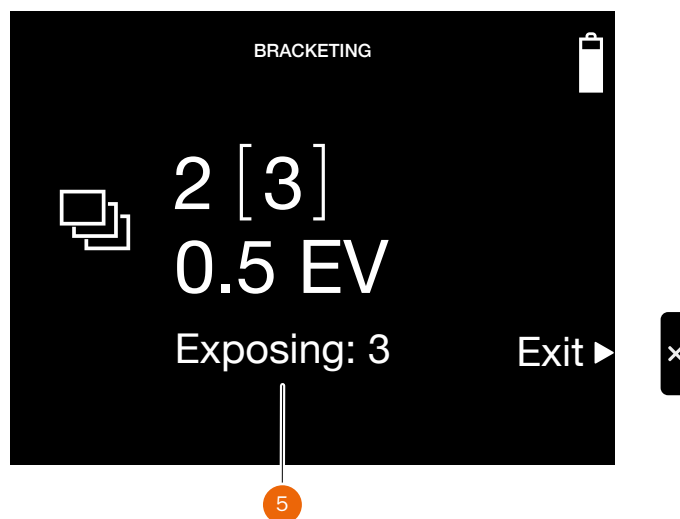 BRACKETING
2 [3]
0.5 EV
Exposing: 3
Exit ▶
×
5